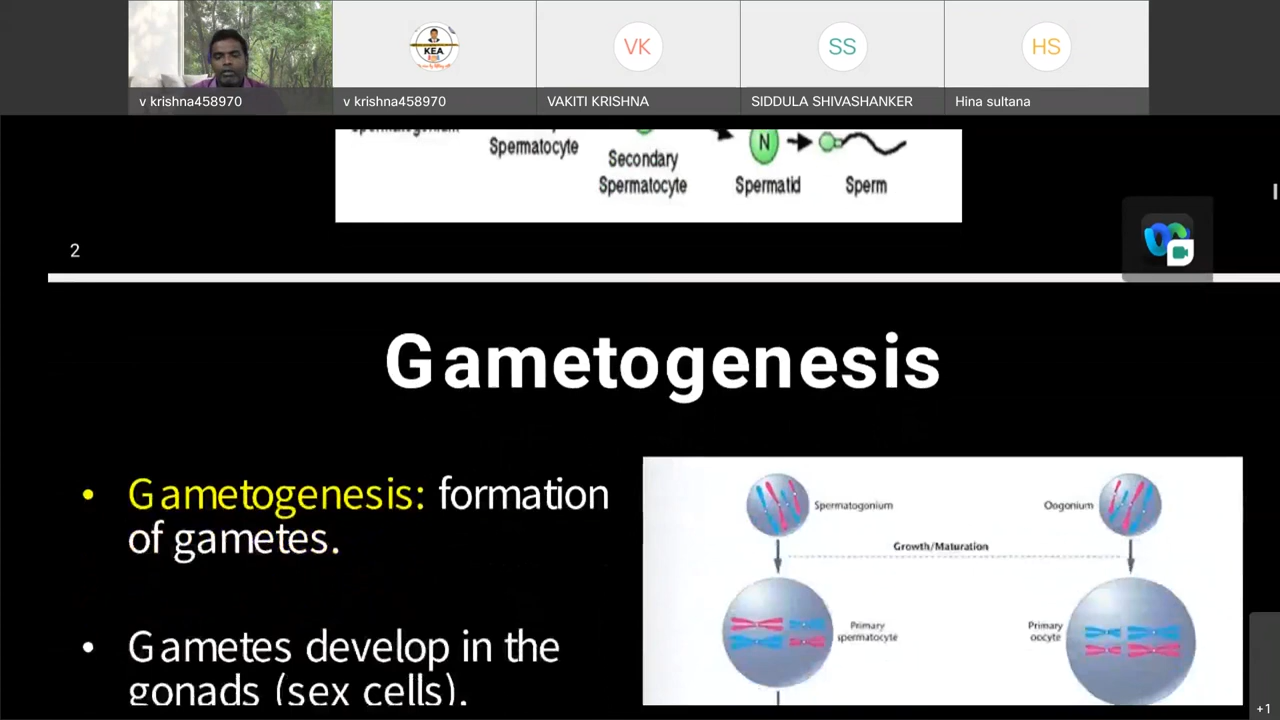 KEA
VK
SS
HS
v krishna458970
v krishna458970
VAKITI KRISHNA
SIDDULA SHIVASHANKER
Hina sultana
Spermatocyte
Secondary
Spermatocyte
N
Spermatid
Sperm
2
Gametogenesis
• Gametogenesis: formation
of gametes.
• Gametes develop in the
gonads (sex cells).
Spermatogonium
Oogonium
Growth/Maturation
Primary
spermatocyte
Primary
oocyte
+1